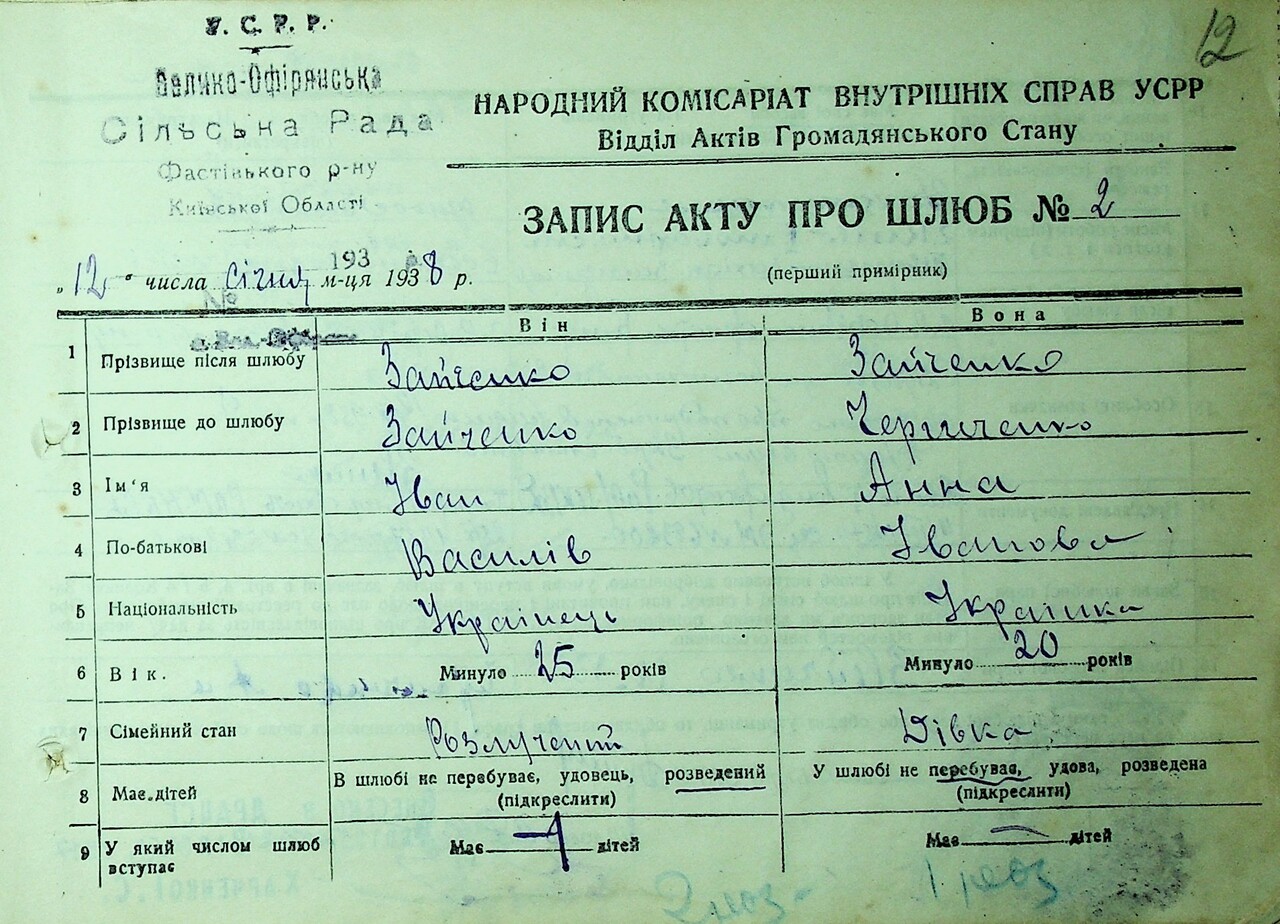 12
У.С.Р.Р.
Велико-Офірянська
Сільська Рада
Фастівського р-ну
Київської Області
193
НАРОДНИЙ КОМІСАРІАТ ВНУТРІШНІХ СПРАВ УСРР
Відділ Актів Громадянського Стану
ЗАПИС АКТУ ПРО ШЛЮБ № 2
(перший примірник)
„12" числа січня м-ця 1938 р.
Він Вона
1 Прізвище після шлюбу Зайченко Зайченко
2 Прізвище до шлюбу Зайченко
3 Ім'я Іван Анна
4 По-батькові Василів Іванова
5 Національність Українець Українка
6 Вік. Минуло 25 років Минуло 20 років
7 Сімейний стан Розлучений Дівка
В шлюбі не перебуває, удовець, розведений У шлюбі не перебував, удова, розведена
8 Має дітей (підкреслити) (підкреслити)
9 У який числом шлюб вступає Має 1 дітей Має — дітей
2 раз 1 раз